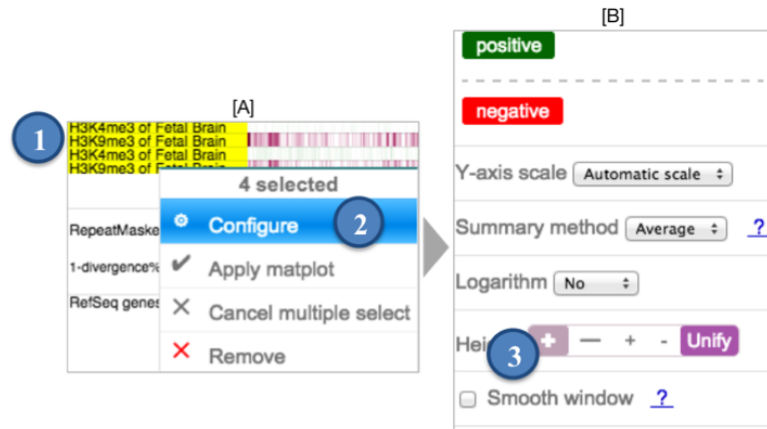 [A]
1
H3K4me3 of Fetal Brain
H3K9me3 of Fetal Brain
H3K4me3 of Fetal Brain
H3K9me3 of Fetal Brain
4 selected
Configure
2
RepeatMaske
Apply matplot
1-divergence%
Cancel multiple select
RefSeq genes
Remove
[B]
positive
negative
Y-axis scale Automatic scale
Summary method Average ?
Logarithm No
Hei 3 + — + - Unify
Smooth window ?